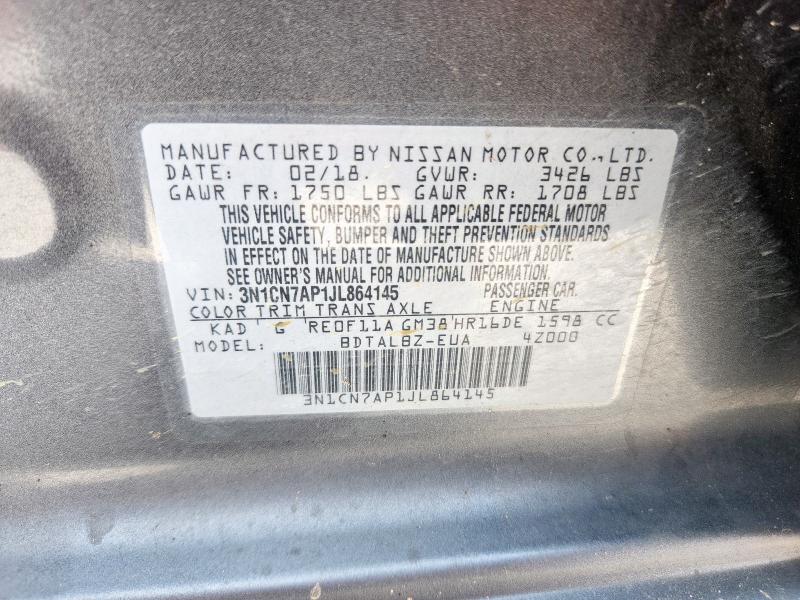 MANUFACTURED BY NISSAN MOTOR CO., LTD.
DATE: 02/18. GVWR: 3426 LBS
GAWR FR: 1750 LBS GAWR RR: 1708 LBS
THIS VEHICLE CONFORMS TO ALL APPLICABLE FEDERAL MOTOR
VEHICLE SAFETY, BUMPER AND THEFT PREVENTION STANDARDS
IN EFFECT ON THE DATE OF MANUFACTURE SHOWN ABOVE.
SEE OWNER'S MANUAL FOR ADDITIONAL INFORMATION.
VIN: 3N1CN7AP1JL864145 PASSENGER CAR.
COLOR TRIM TRANS AXLE ENGINE
KAD G RE0F11A GM38 HR16DE 1598 CC
MODEL: BDTALBZ-EUA 4Z000
3N1CN7AP1JL864145